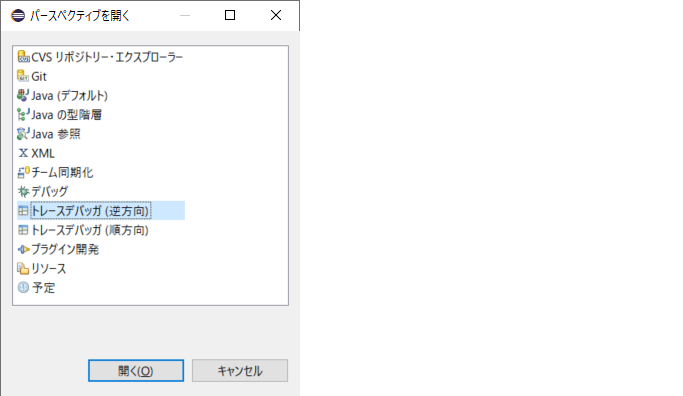 パースペクティブを開く
CVS リポジトリー・エクスプローラー
Git
Java (デフォルト)
Java の型階層
Java 参照
XML
チーム同期化
デバッグ
トレースデバッガ (逆方向)
トレースデバッガ (順方向)
プラグイン開発
リソース
予定
開く(O)
キャンセル